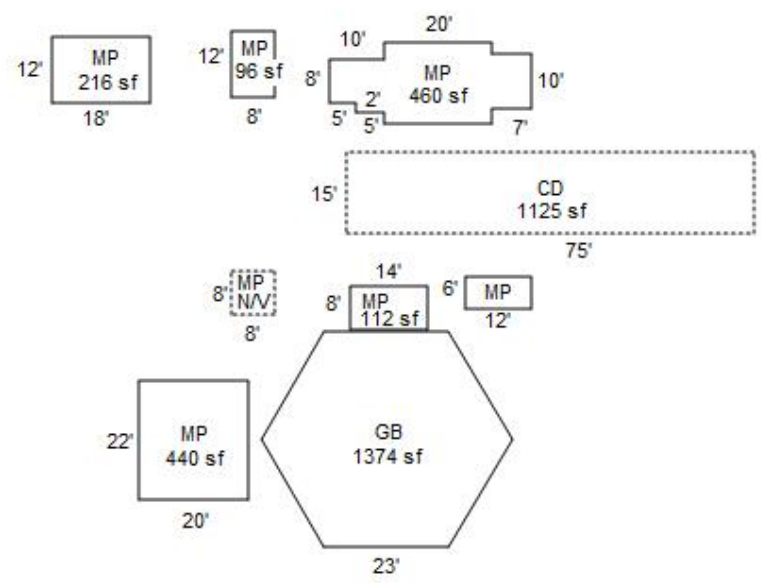 20'
10'
12'
MP
216 sf
18'
12'
MP
96 sf
8'
8'
MP
460 sf
10'
2'
5'
5'
7'
15'
CD
1125 sf
75'
8'
MP
N/V
8'
14'
8'
MP
112 sf
6'
MP
12'
22'
MP
440 sf
20'
GB
1374 sf
23'